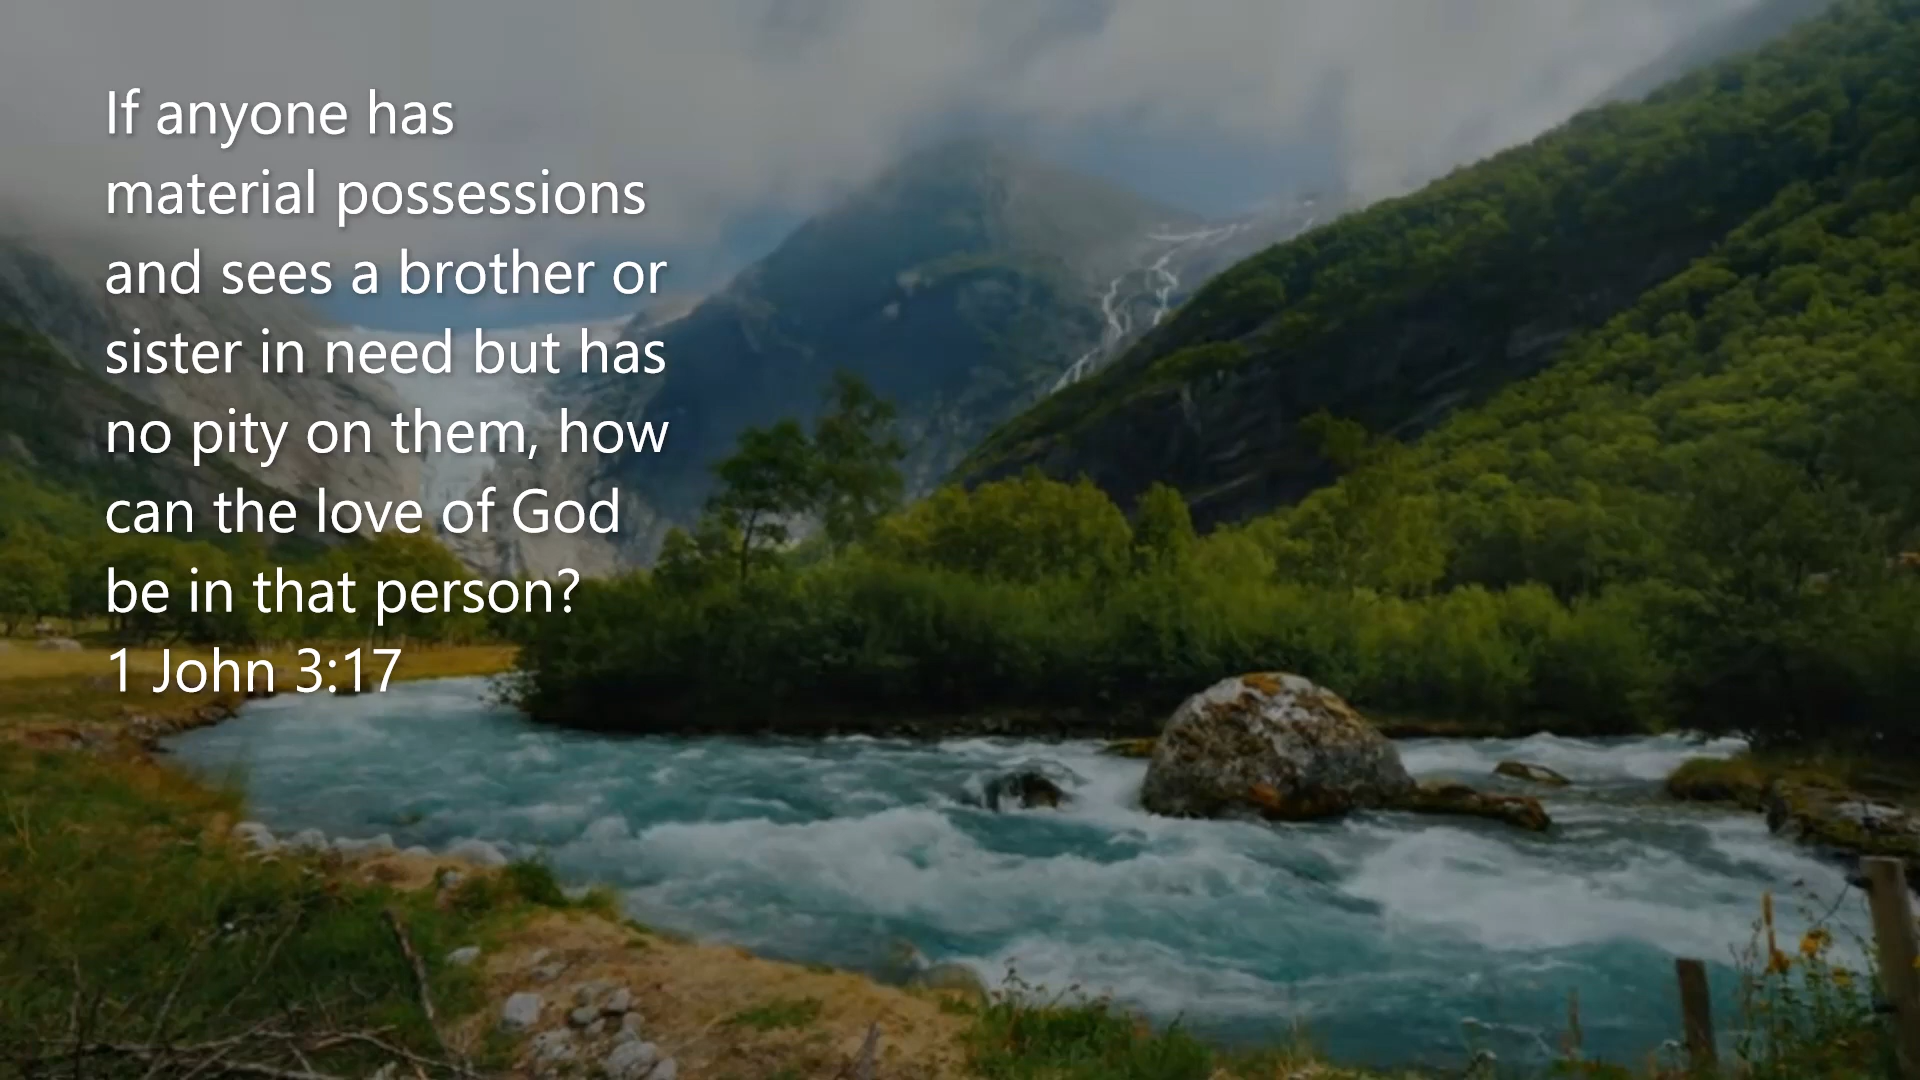 If anyone has
material possessions
and sees a brother or
sister in need but has
no pity on them, how
can the love of God
be in that person?
1 John 3:17